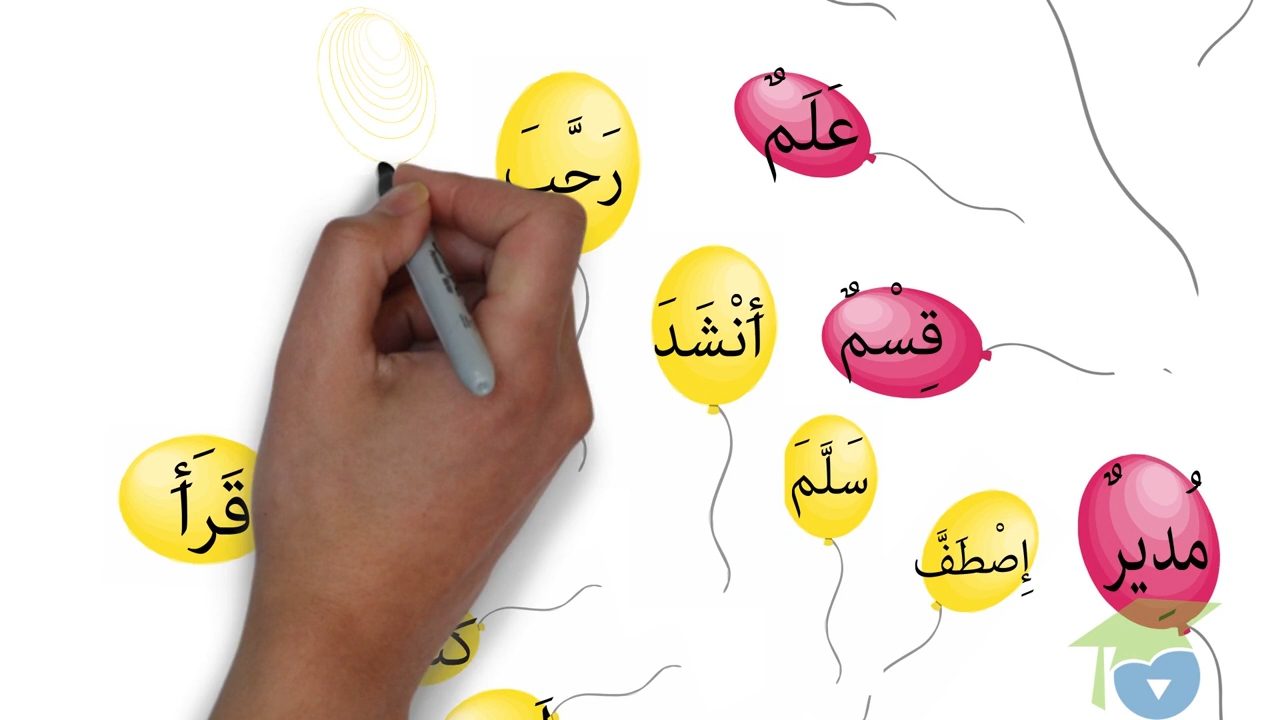 عَلَمٌ
رَحَّبَ
أَنْشَدَ
قِسْمٌ
سَلَّمَ
قَرَأَ
إِصْطَفَّ
مُدِيرٌ